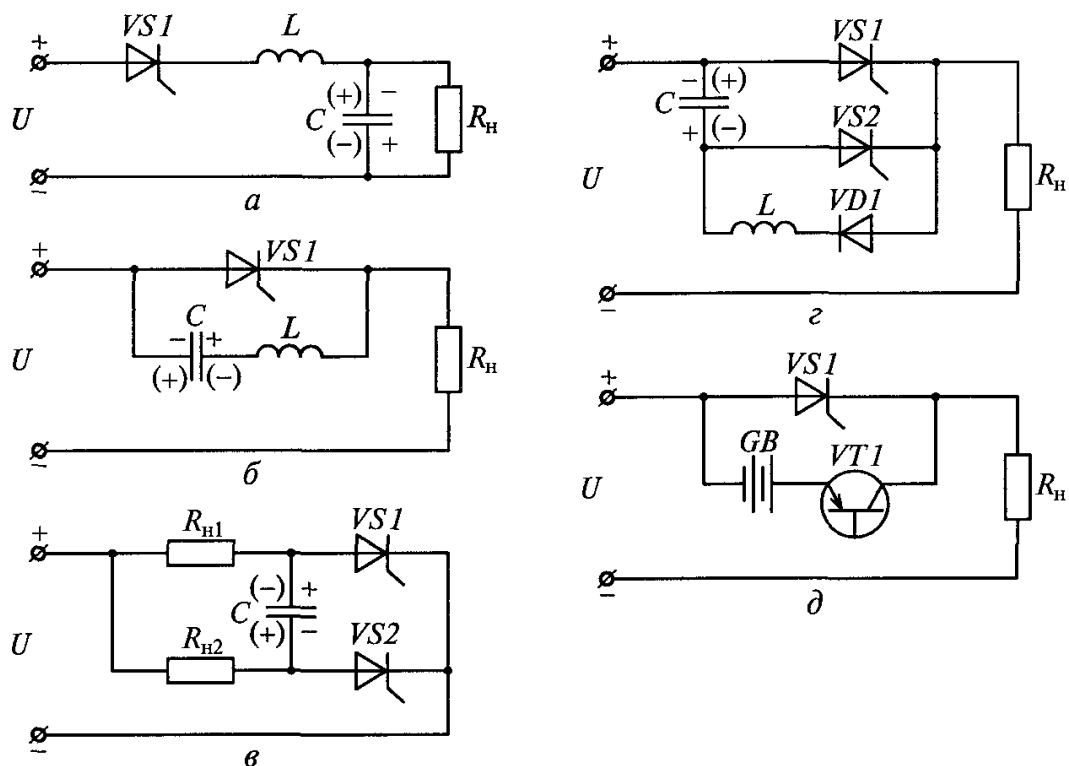 +
VS1
L
U
(+) −
C
(−) +
Rн
−
а
+
VS1
C
− +
L
(+) (−)
U
Rн
−
б
+
Rн1
VS1
(−) +
C
(+) −
U
Rн2
VS2
−
в
+
VS1
− (+)
C
VS2
+ (−)
U
L
VD1
Rн
−
г
+
VS1
GB
VT1
U
Rн
−
д